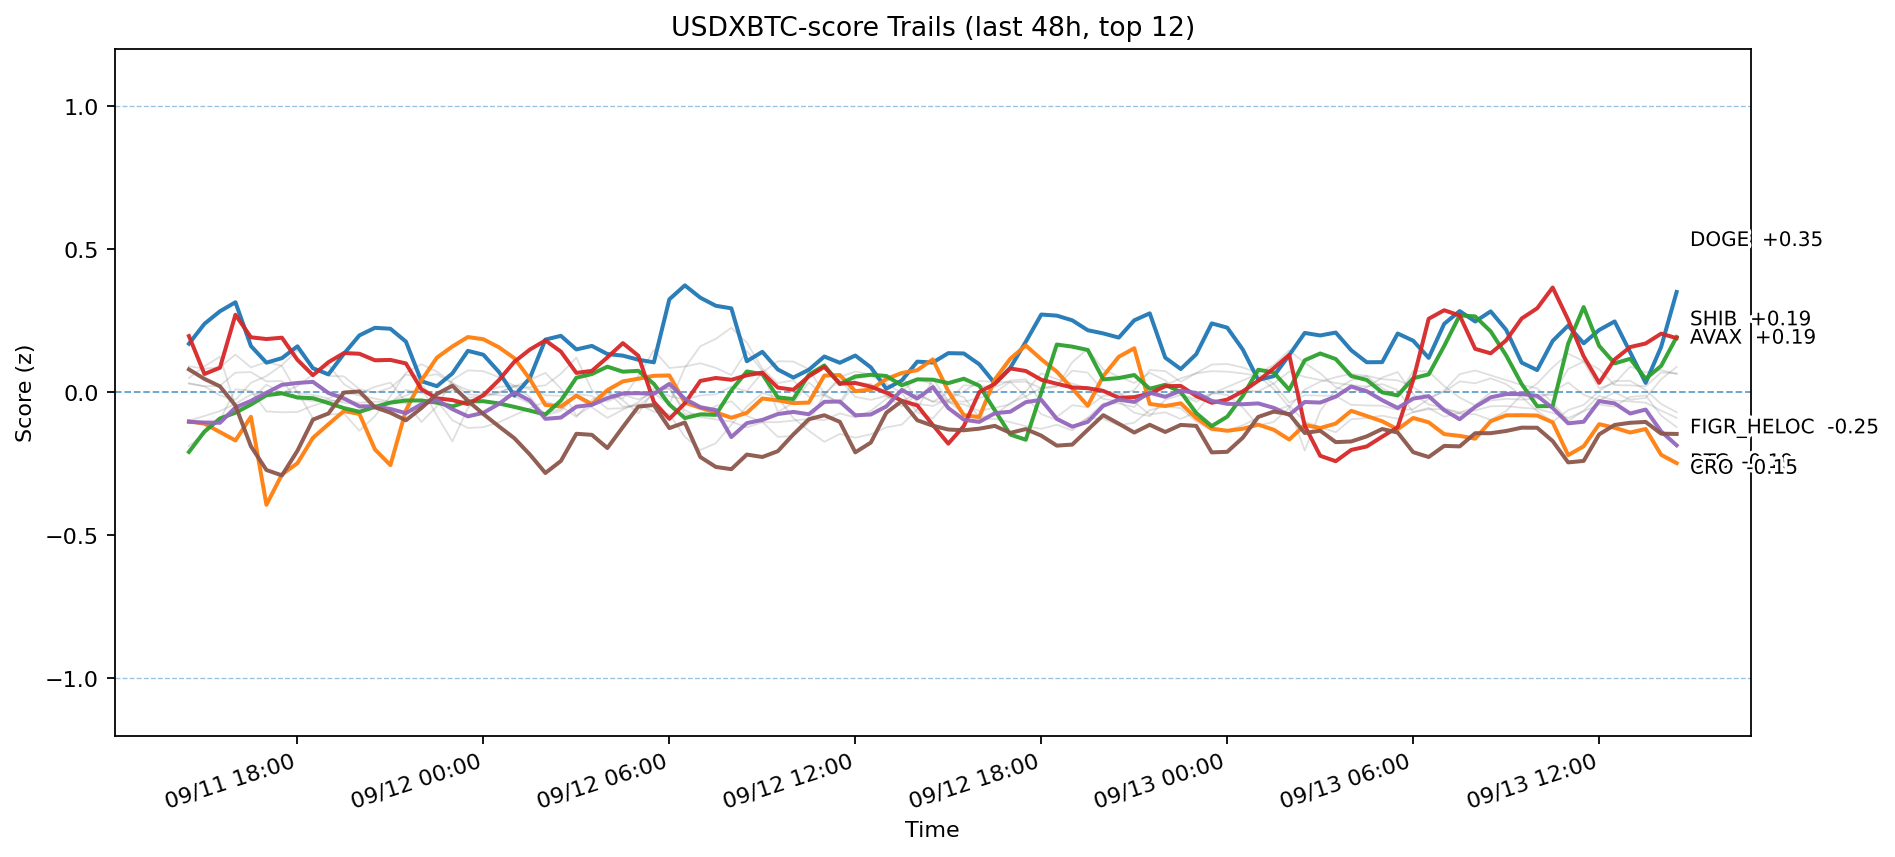 USDXBTC-score Trails (last 48h, top 12)
Score (z)
1.0
0.5
0.0
−0.5
−1.0
DOGE +0.35
SHIB +0.19
AVAX +0.19
FIGR_HELOC -0.25
CRO -0.15
09/11 18:00
09/12 00:00
09/12 06:00
09/12 12:00
09/12 18:00
09/13 00:00
09/13 06:00
09/13 12:00
Time